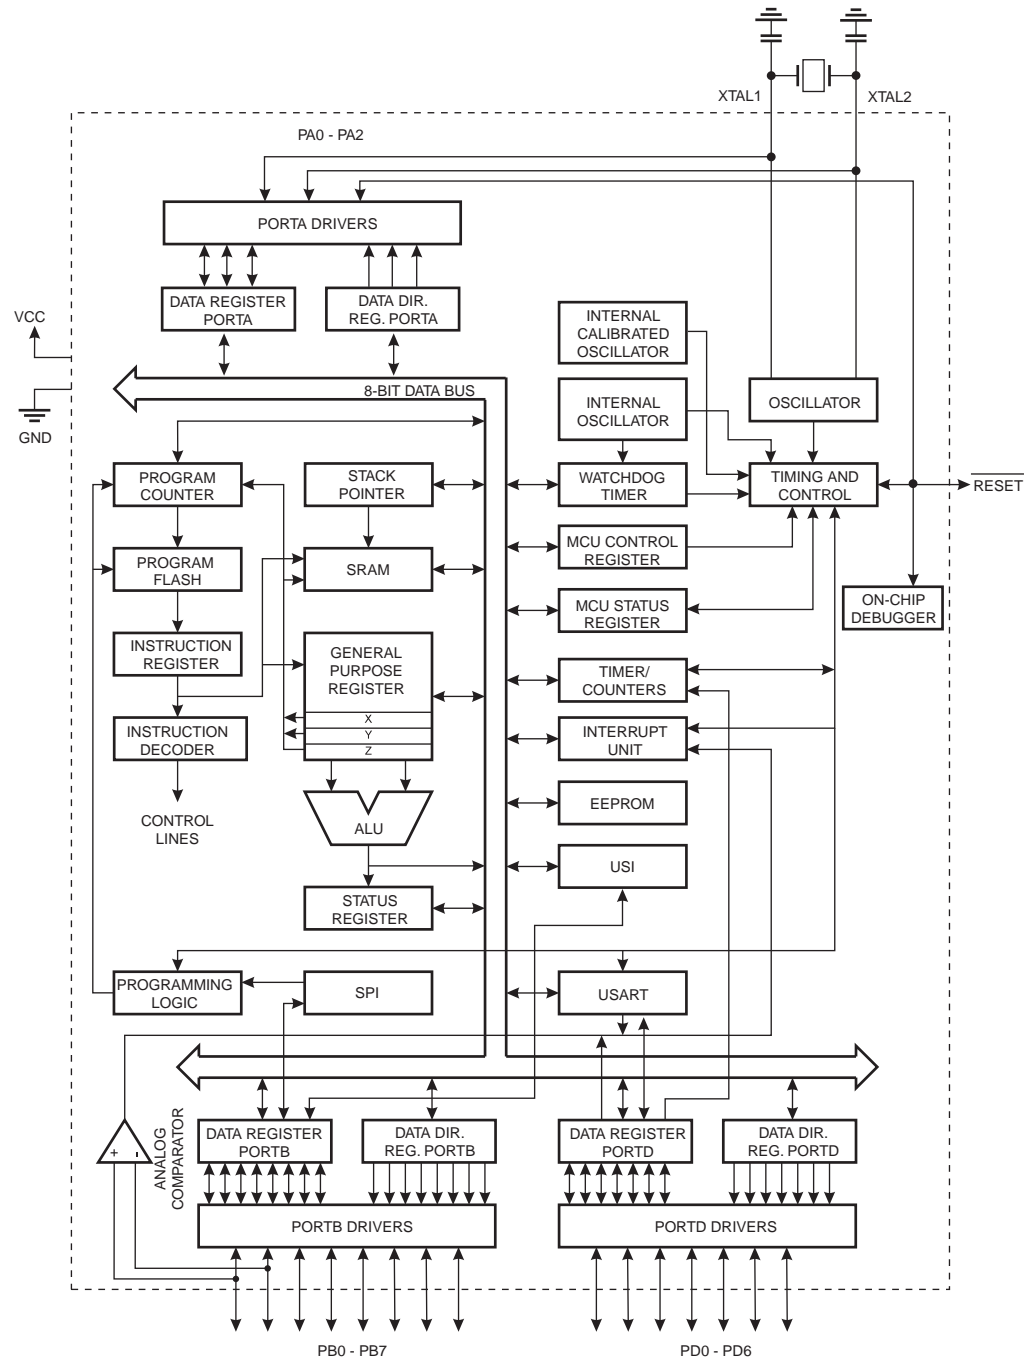 XTAL1
XTAL2
PA0 - PA2
PORTA DRIVERS
DATA REGISTER
PORTA
DATA DIR.
REG. PORTA
VCC
GND
8-BIT DATA BUS
INTERNAL
CALIBRATED
OSCILLATOR
INTERNAL
OSCILLATOR
OSCILLATOR
PROGRAM
COUNTER
STACK
POINTER
WATCHDOG
TIMER
TIMING AND
CONTROL
RESET
PROGRAM
FLASH
SRAM
MCU CONTROL
REGISTER
MCU STATUS
REGISTER
ON-CHIP
DEBUGGER
INSTRUCTION
REGISTER
GENERAL
PURPOSE
REGISTER
X
Y
Z
TIMER/
COUNTERS
INSTRUCTION
DECODER
INTERRUPT
UNIT
CONTROL
LINES
ALU
EEPROM
USI
STATUS
REGISTER
PROGRAMMING
LOGIC
SPI
USART
ANALOG
COMPARATOR
+
-
DATA REGISTER
PORTB
DATA DIR.
REG. PORTB
DATA REGISTER
PORTD
DATA DIR.
REG. PORTD
PORTB DRIVERS
PORTD DRIVERS
PB0 - PB7
PD0 - PD6